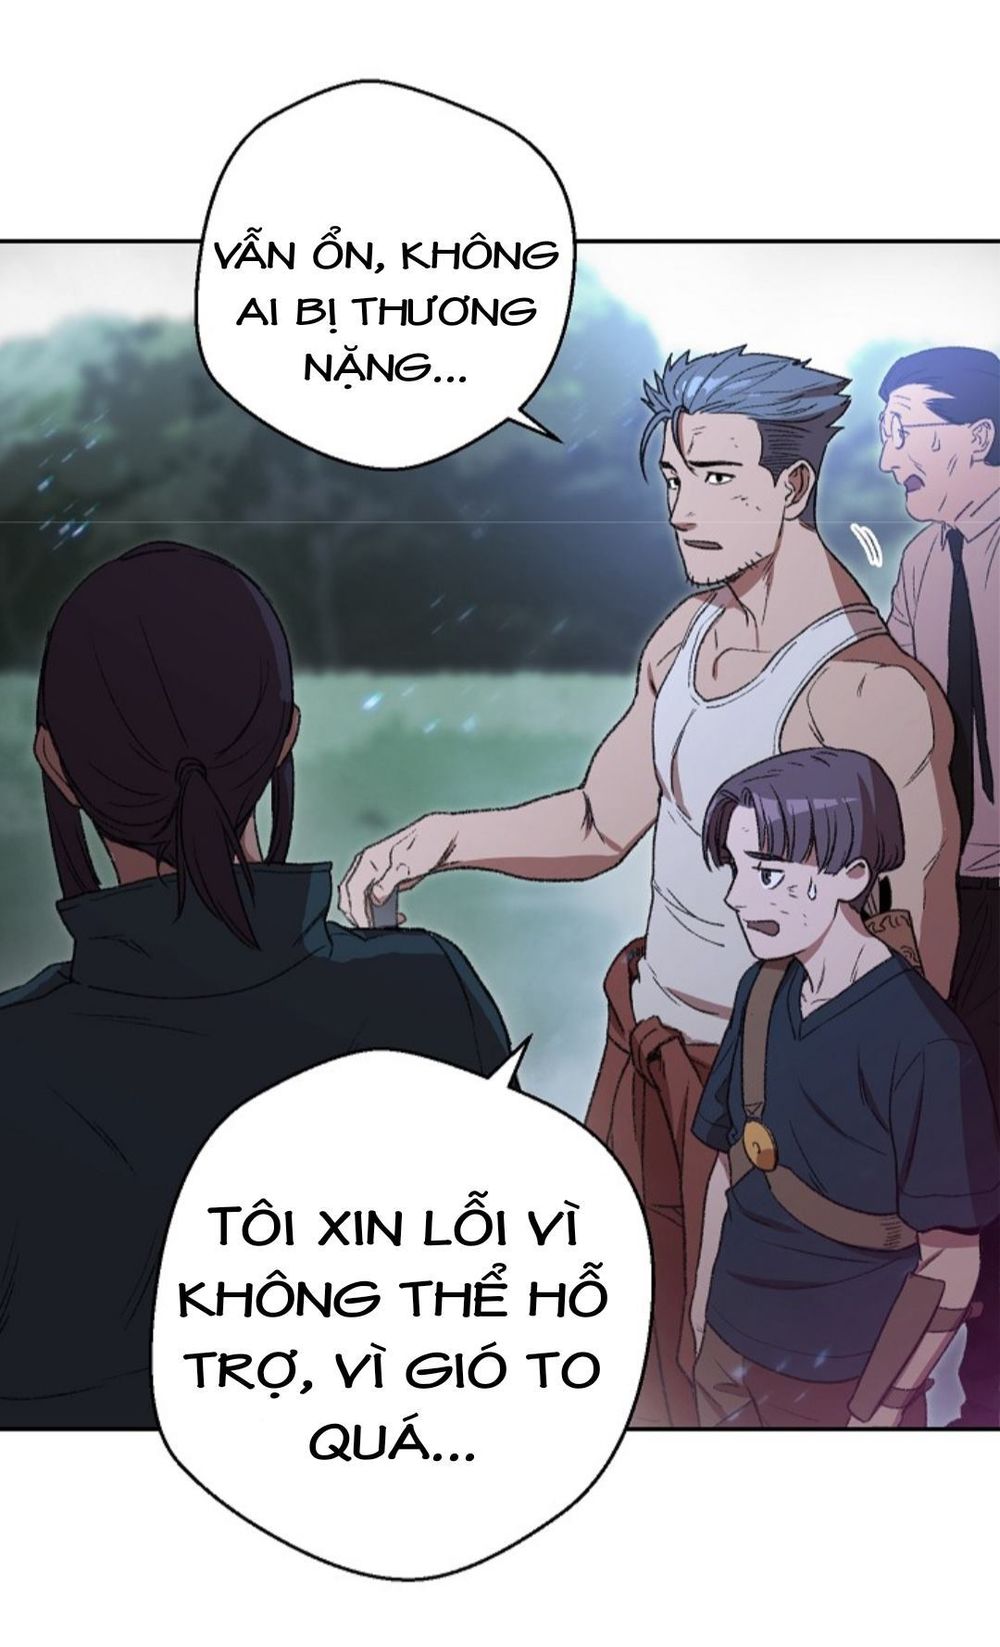 VẪN ỔN, KHÔNG
AI BỊ THƯƠNG
NẶNG...
TÔI XIN LỖI VÌ
KHÔNG THỂ HỖ
TRỢ, VÌ GIÓ TO
QUÁ...